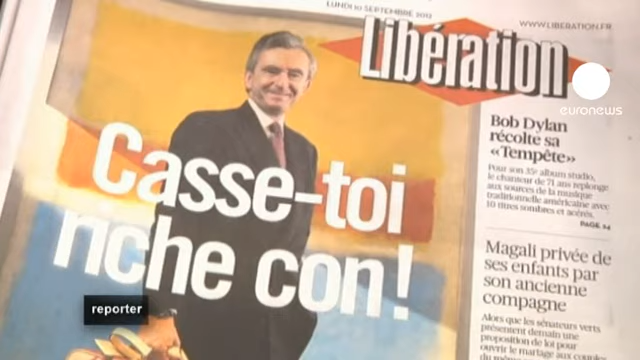 LUNDI 10 SEPTEMBRE 2012
WWW.LIBERATION.FR
Libération
euronews
Casse-toi
riche con!
Bob Dylan
récolte sa
«Tempête»
Pour son 35e album studio,
le chanteur de 71 ans replonge
aux sources de la musique
traditionnelle américaine avec
10 titres sombres et acérés.
PAGE 24
Magali privée de
ses enfants par
son ancienne
compagne
Alors que les sénateurs verts
présentent demain une
proposition de loi pour
ouvrir le mariage aux couples
reporter